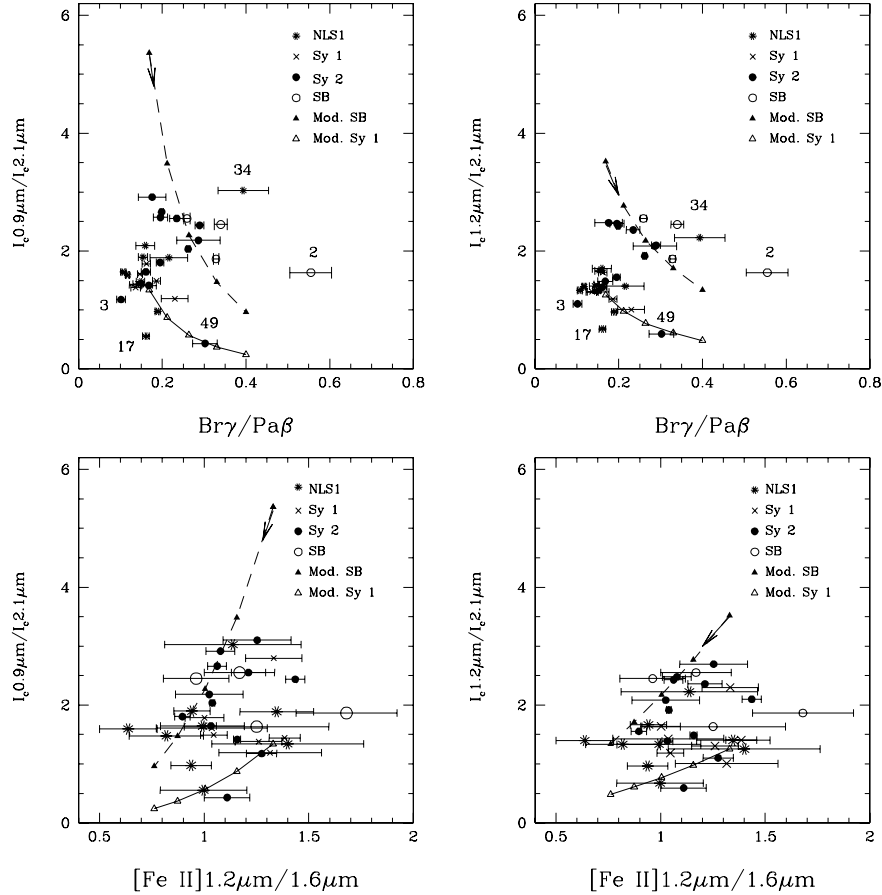 I_c0.9μm/I_c2.1μm
6
4
2
0
0
0.2
0.4
0.6
0.8
Brγ/Paβ
NLS1
Sy 1
Sy 2
SB
Mod. SB
Mod. Sy 1
34
2
3
17
49
I_c1.2μm/I_c2.1μm
6
4
2
0
0
0.2
0.4
0.6
0.8
Brγ/Paβ
NLS1
Sy 1
Sy 2
SB
Mod. SB
Mod. Sy 1
34
2
3
17
49
I_c0.9μm/I_c2.1μm
6
4
2
0
0.5
1
1.5
2
[Fe II]1.2μm/1.6μm
NLS1
Sy 1
Sy 2
SB
Mod. SB
Mod. Sy 1
I_c1.2μm/I_c2.1μm
6
4
2
0
0.5
1
1.5
2
[Fe II]1.2μm/1.6μm
NLS1
Sy 1
Sy 2
SB
Mod. SB
Mod. Sy 1